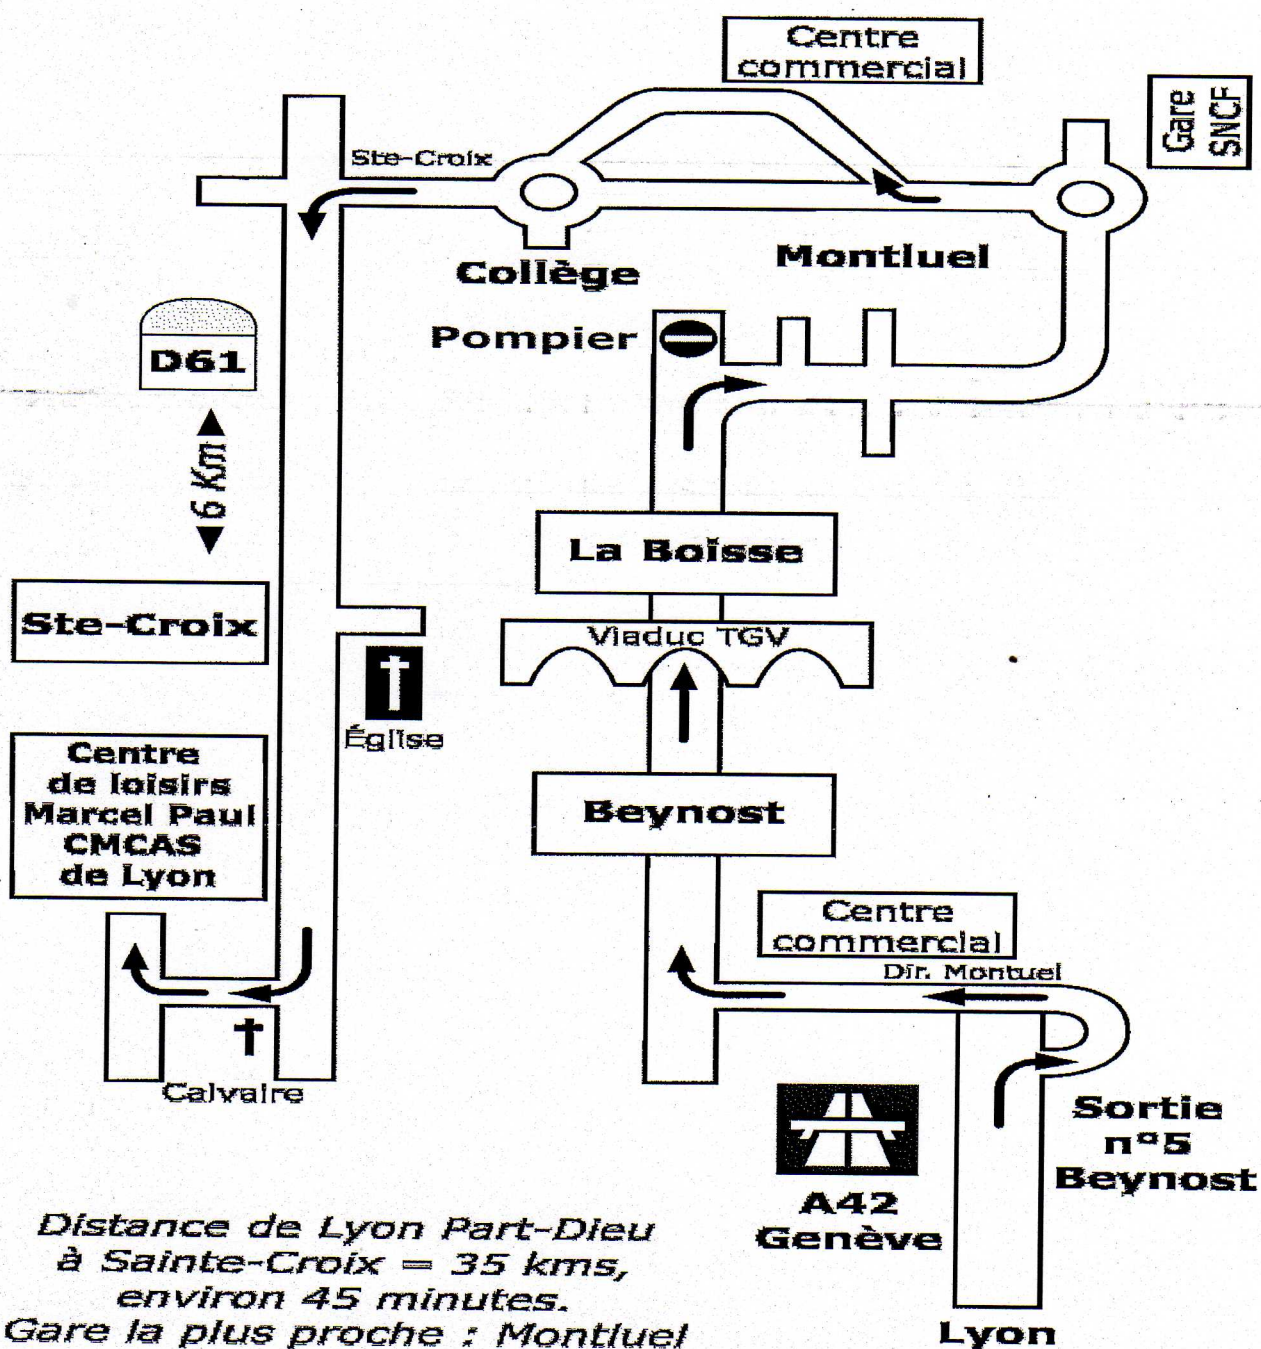 Centre
commercial
Gare
SNCF
Ste-Croix
Collège
Montluel
Pompier
D61
6 Km
La Boisse
Ste-Croix
Viaduc TGV
Église
Centre
de loisirs
Marcel Paul
CMCAS
de Lyon
Beynost
Centre
commercial
Dir. Montuel
Calvaire
Sortie
n°5
Beynost
A42
Genève
Lyon
Distance de Lyon Part-Dieu
à Sainte-Croix = 35 kms,
environ 45 minutes.
Gare la plus proche : Montluel